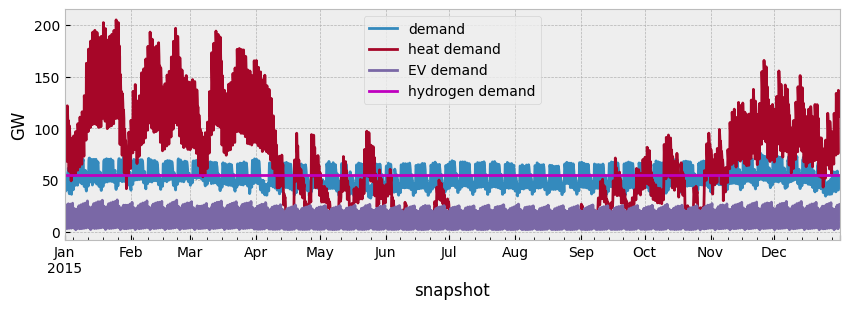 demand
heat demand
EV demand
hydrogen demand
GW
200
150
100
50
0
Jan Feb Mar Apr May Jun Jul Aug Sep Oct Nov Dec
2015
snapshot